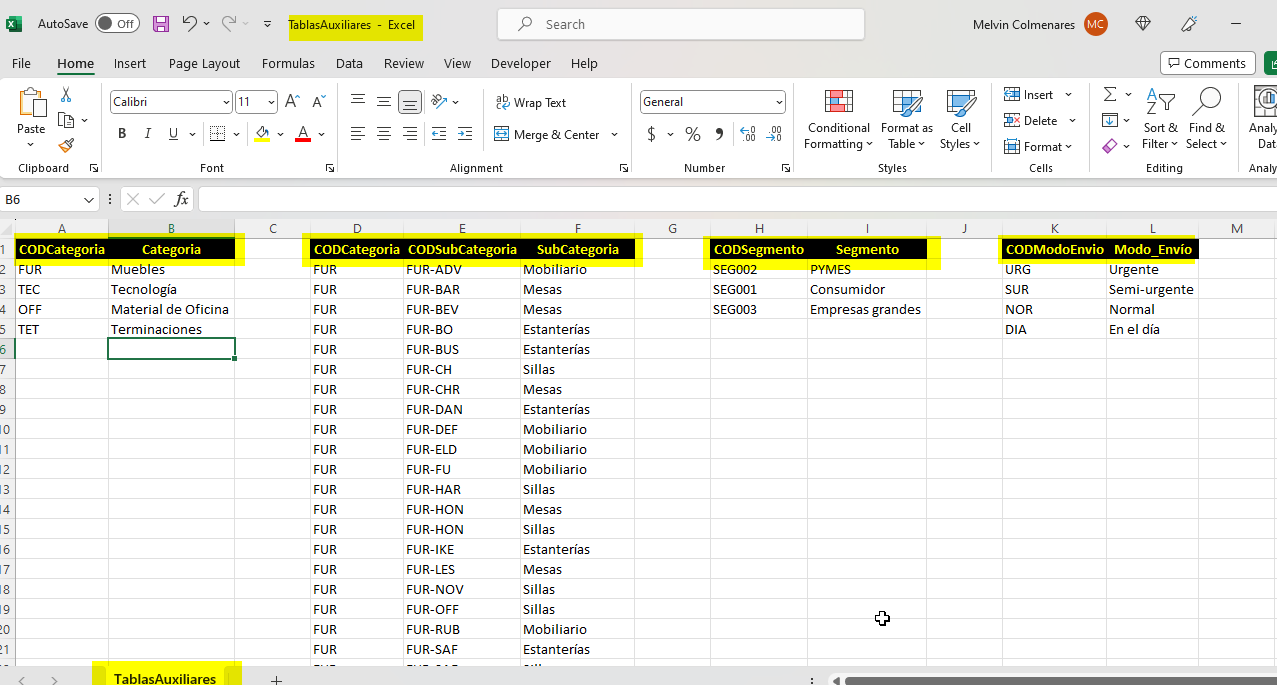 AutoSave Off TablasAuxiliares - Excel Search Melvin Colmenares MC
File Home Insert Page Layout Formulas Data Review View Developer Help Comments
Paste Calibri 11 Wrap Text General Conditional Formatting Format as Table Cell Styles Insert Sort & Filter Find & Select
B I U Merge & Center $ % Delete
Format
Clipboard Font Alignment Number Styles Cells Editing
B6 fx
A B C D E F G H I J K L M
1 CODCategoria Categoria CODCategoria CODSubCategoria SubCategoria CODSegmento Segmento CODModoEnvio Modo_Envío
2 FUR Muebles FUR FUR-ADV Mobiliario SEG002 PYMES URG Urgente
3 TEC Tecnología FUR FUR-BAR Mesas SEG001 Consumidor SUR Semi-urgente
4 OFF Material de Oficina FUR FUR-BEV Mesas SEG003 Empresas grandes NOR Normal
5 TET Terminaciones FUR FUR-BO Estanterías DIA En el día
6 FUR FUR-BUS Estanterías
7 FUR FUR-CH Sillas
8 FUR FUR-CHR Mesas
9 FUR FUR-DAN Estanterías
10 FUR FUR-DEF Mobiliario
11 FUR FUR-ELD Mobiliario
12 FUR FUR-FU Mobiliario
13 FUR FUR-HAR Sillas
14 FUR FUR-HON Mesas
15 FUR FUR-HON Sillas
16 FUR FUR-IKE Estanterías
17 FUR FUR-LES Mesas
18 FUR FUR-NOV Sillas
19 FUR FUR-OFF Sillas
20 FUR FUR-RUB Mobiliario
21 FUR FUR-SAF Estanterías
TablasAuxiliares